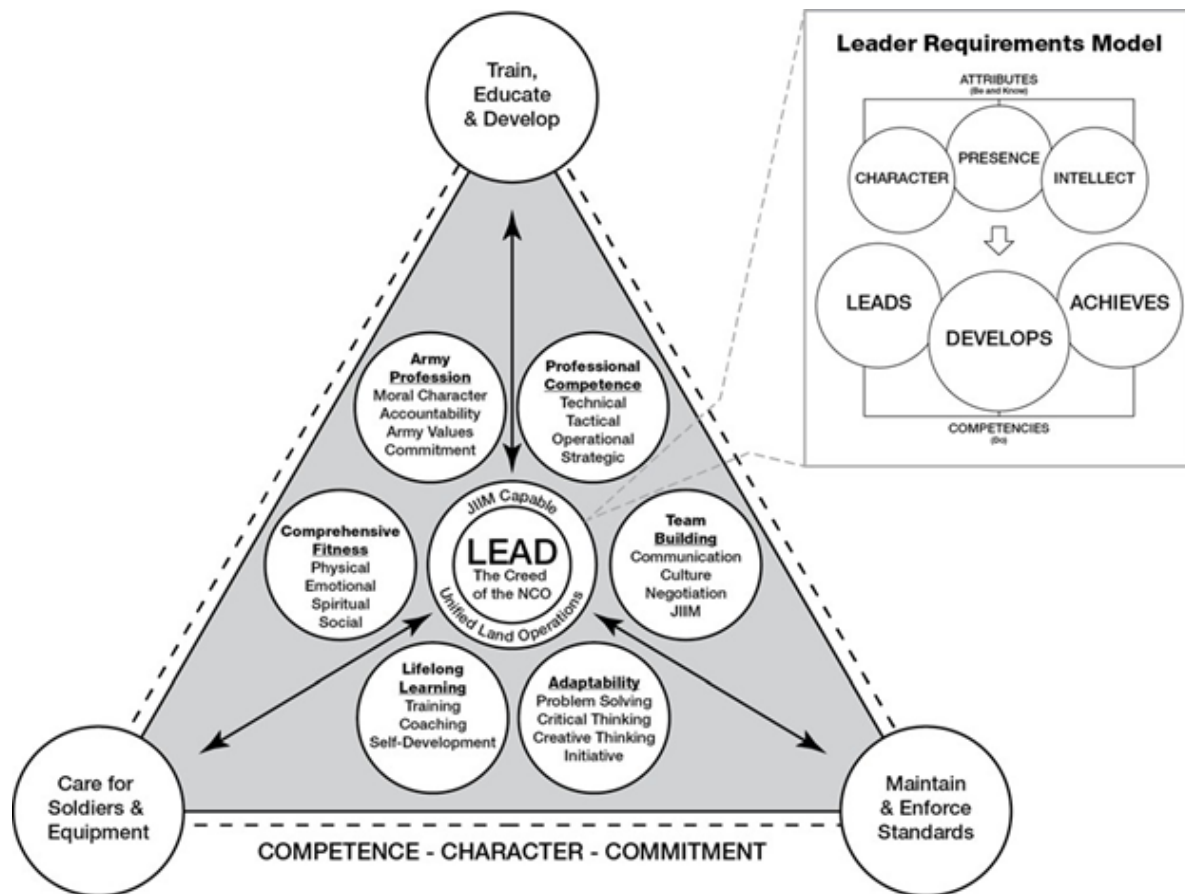 Train,
Educate
& Develop
Army
Profession
Moral Character
Accountability
Army Values
Commitment
Professional
Competence
Technical
Tactical
Operational
Strategic
Comprehensive
Fitness
Physical
Emotional
Spiritual
Social
JIIM Capable
LEAD
The Creed
of the NCO
Unified Land Operations
Team
Building
Communication
Culture
Negotiation
JIIM
Lifelong
Learning
Training
Coaching
Self-Development
Adaptability
Problem Solving
Critical Thinking
Creative Thinking
Initiative
Care for
Soldiers &
Equipment
Maintain
& Enforce
Standards
COMPETENCE - CHARACTER - COMMITMENT
Leader Requirements Model
ATTRIBUTES
(Be and Know)
CHARACTER
PRESENCE
INTELLECT
LEADS
DEVELOPS
ACHIEVES
COMPETENCIES
(Do)